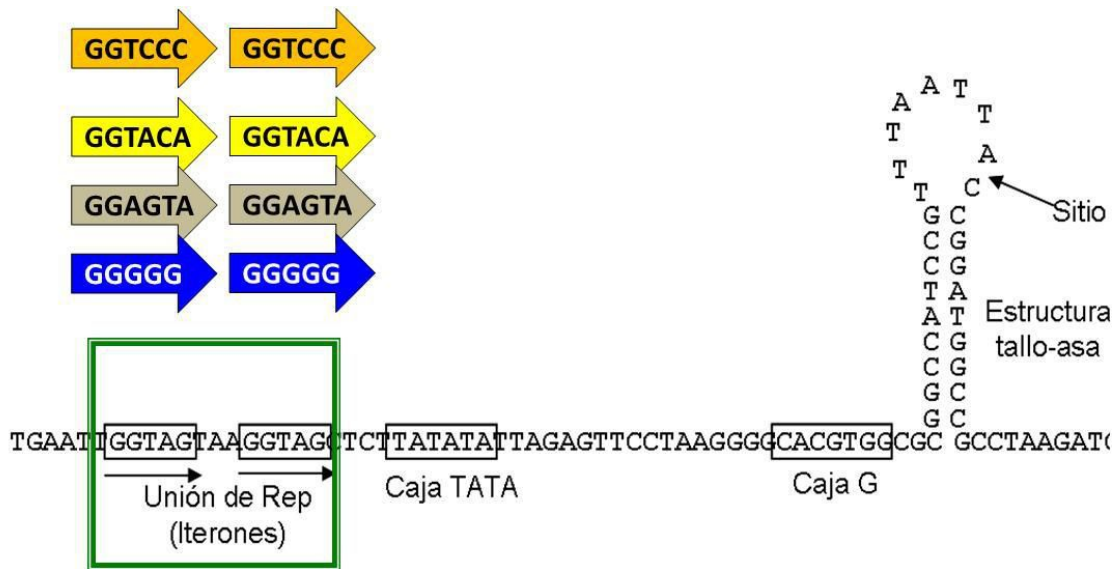 GGTCCC GGTCCC
GGTACA GGTACA
GGAGTA GGAGTA
GGGGG GGGGG
A T
A T
T A
T C
T
Sitio
G C
C G
C G
T A
Estructura
A T
tallo-asa
C G
C G
G C
G C
TGAATTGGTAGTAAGGTAGCTCTTATATATTAGAGTTCCTAAGGGGCACGTGGCGC GCCTAAGAT
Unión de Rep
(Iterones)
Caja TATA
Caja G